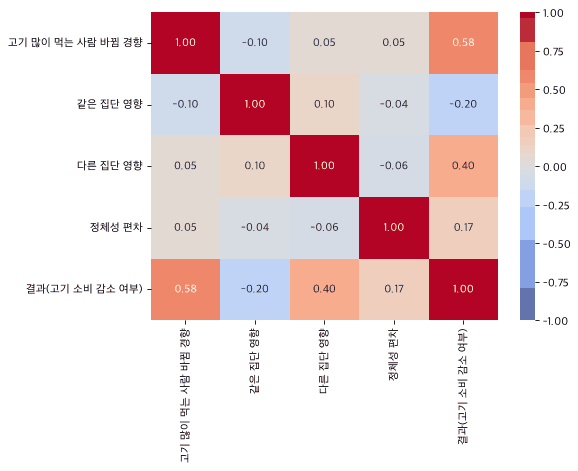 고기 많이 먹는 사람 바뀜 경향 1.00 -0.10 0.05 0.05 0.58
같은 집단 영향 -0.10 1.00 0.10 -0.04 -0.20
다른 집단 영향 0.05 0.10 1.00 -0.06 0.40
정체성 편차 0.05 -0.04 -0.06 1.00 0.17
결과(고기 소비 감소 여부) 0.58 -0.20 0.40 0.17 1.00
고기 많이 먹는 사람 바뀜 경향
같은 집단 영향
다른 집단 영향
정체성 편차
결과(고기 소비 감소 여부)
1.00
0.75
0.50
0.25
0.00
-0.25
-0.50
-0.75
-1.00